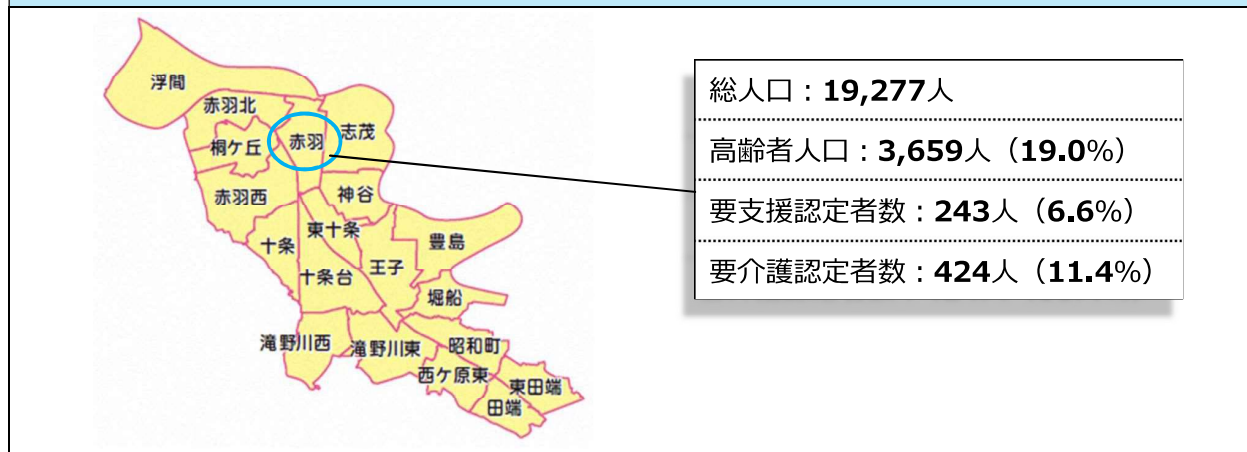 浮間
赤羽北
桐ケ丘
赤羽
志茂
赤羽西
神谷
十条
東十条
豊島
十条台
王子
堀船
滝野川西
滝野川東
昭和町
西ケ原東
東田端
田端
総人口：19,277人
高齢者人口：3,659人（19.0%）
要支援認定者数：243人（6.6%）
要介護認定者数：424人（11.4%）